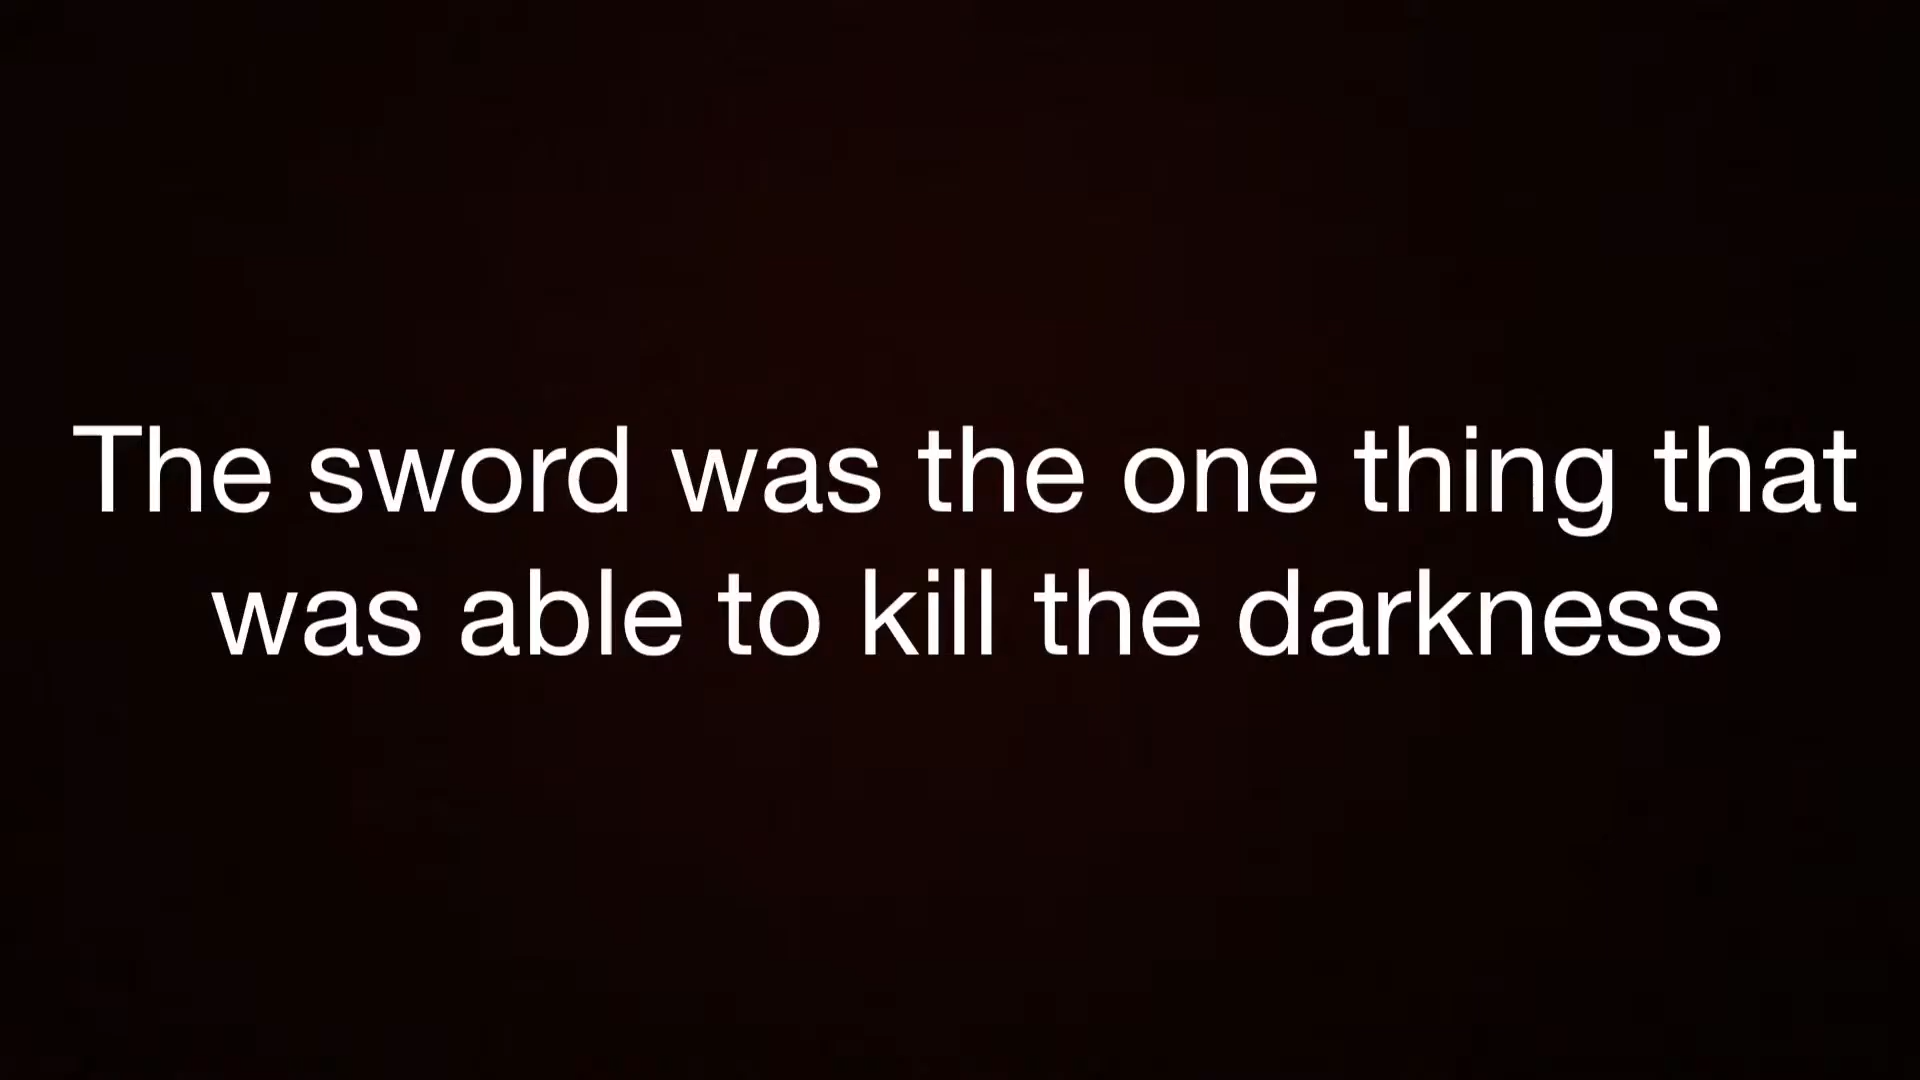 The sword was the one thing that
was able to kill the darkness